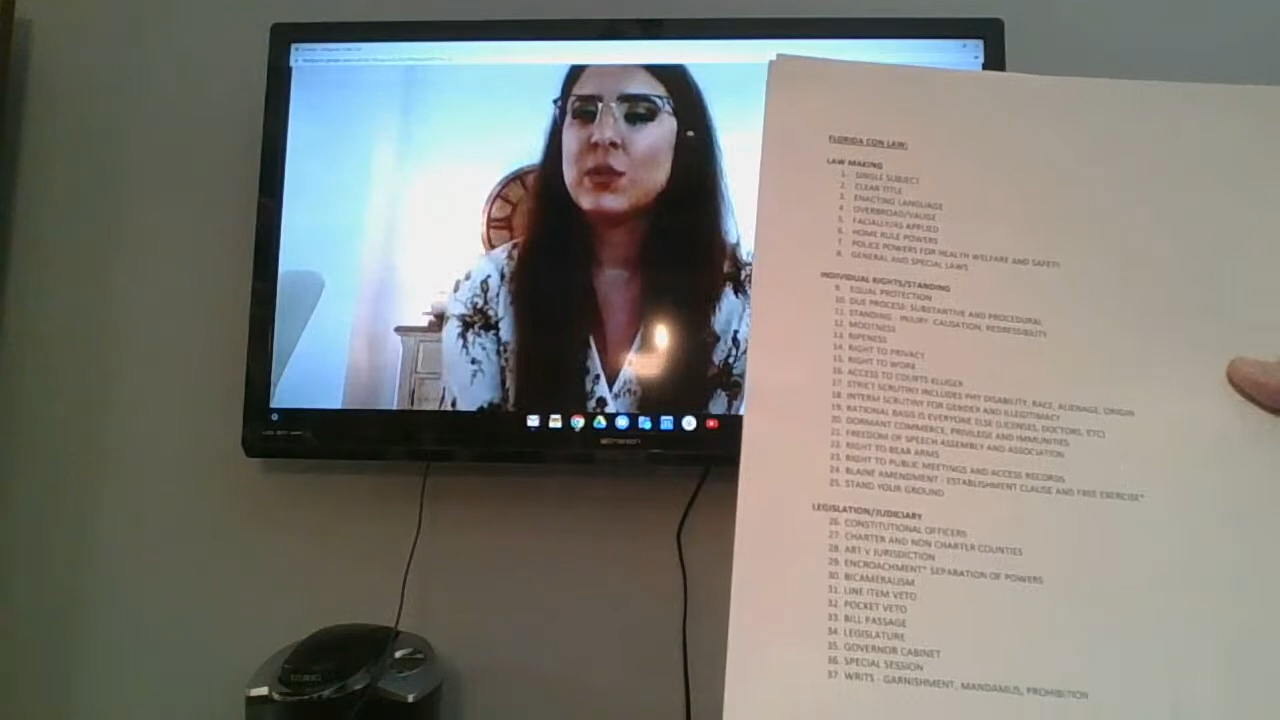 FLORIDA CON LAW:
LAW MAKING
1. SINGLE SUBJECT
2. CLEAR TITLE
3. ENACTING LANGUAGE
4. OVERBROAD/VAUGE
5. FACIALLY/AS APPLIED
6. HOME RULE POWERS
7. POLICE POWERS FOR HEALTH WELFARE AND SAFETY
8. GENERAL AND SPECIAL LAWS
INDIVIDUAL RIGHTS/STANDING
9. EQUAL PROTECTION
10. DUE PROCESS: SUBSTANTIVE AND PROCEDURAL
11. STANDING - INJURY CAUSATION, REDRESSIBILITY
12. MOOTNESS
13. RIPENESS
14. RIGHT TO PRIVACY
15. RIGHT TO WORK
16. ACCESS TO COURTS KLUGER
17. STRICT SCRUTINY INCLUDES PHY DISABILITY, RACE, ALIENAGE, ORIGIN
18. INTERM SCRUTINY FOR GENDER AND ILLEGITIMACY
19. RATIONAL BASIS IS EVERYONE ELSE (LICENSES, DOCTORS, ETC)
20. DORMANT COMMERCE, PRIVILEGE AND IMMUNITIES
21. FREEDOM OF SPEECH ASSEMBLY AND ASSOCIATION
22. RIGHT TO BEAR ARMS
23. RIGHT TO PUBLIC MEETINGS AND ACCESS RECORDS
24. BLAINE AMENDMENT - ESTABLISHMENT CLAUSE AND FREE EXERCISE*
25. STAND YOUR GROUND
LEGISLATION/JUDICIARY
26. CONSTITUTIONAL OFFICERS
27. CHARTER AND NON CHARTER COUNTIES
28. ART V JURISDICTION
29. ENCROACHMENT* SEPARATION OF POWERS
30. BICAMERALISM
31. LINE ITEM VETO
32. POCKET VETO
33. BILL PASSAGE
34. LEGISLATURE
35. GOVERNOR CABINET
36. SPECIAL SESSION
37. WRITS - GARNISHMENT, MANDAMUS, PROHIBITION